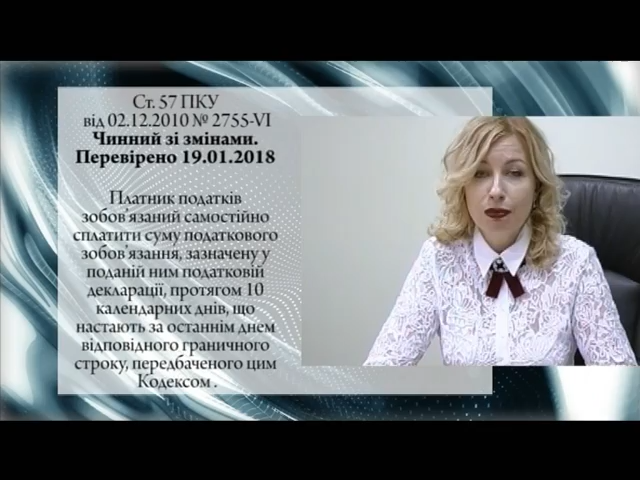 Ст. 57 ПКУ
від 02.12.2010 № 2755-VI
Чинний зі змінами.
Перевірено 19.01.2018
Платник податків
зобов'язаний самостійно
сплатити суму податкового
зобов'язання, зазначену у
поданій ним податковій
декларації, протягом 10
календарних днів, що
настають за останнім днем
відповідного граничного
строку, передбаченого цим
Кодексом .